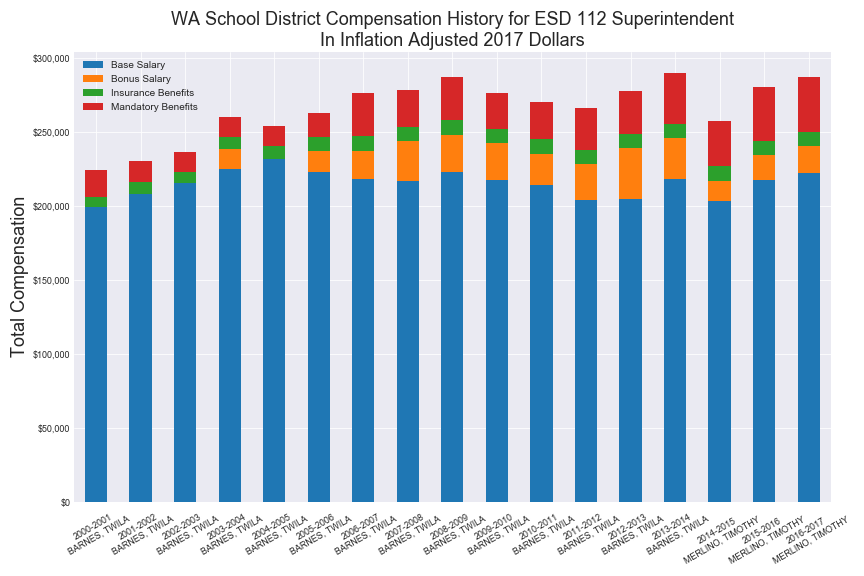 WA School District Compensation History for ESD 112 Superintendent
In Inflation Adjusted 2017 Dollars
Base Salary
Bonus Salary
Insurance Benefits
Mandatory Benefits
Total Compensation
$300,000
$250,000
$200,000
$150,000
$100,000
$50,000
$0
2000-2001
BARNES, TWILA
2001-2002
BARNES, TWILA
2002-2003
BARNES, TWILA
2003-2004
BARNES, TWILA
2004-2005
BARNES, TWILA
2005-2006
BARNES, TWILA
2006-2007
BARNES, TWILA
2007-2008
BARNES, TWILA
2008-2009
BARNES, TWILA
2009-2010
BARNES, TWILA
2010-2011
BARNES, TWILA
2011-2012
BARNES, TWILA
2012-2013
BARNES, TWILA
2013-2014
BARNES, TWILA
2014-2015
MERLINO, TIMOTHY
2015-2016
MERLINO, TIMOTHY
2016-2017
MERLINO, TIMOTHY